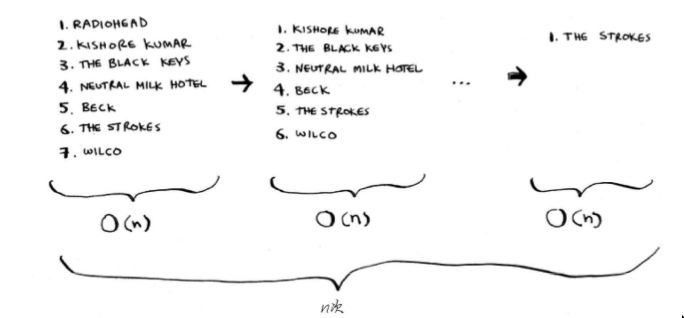 1. RADIOHEAD
2. KISHORE KUMAR
3. THE BLACK KEYS
4. NEUTRAL MILK HOTEL
5. BECK
6. THE STROKES
7. WILCO
1. KISHORE KUMAR
2. THE BLACK KEYS
3. NEUTRAL MILK HOTEL
4. BECK
5. THE STROKES
6. WILCO
...
1. THE STROKES
O(n)
O(n)
O(n)
n次